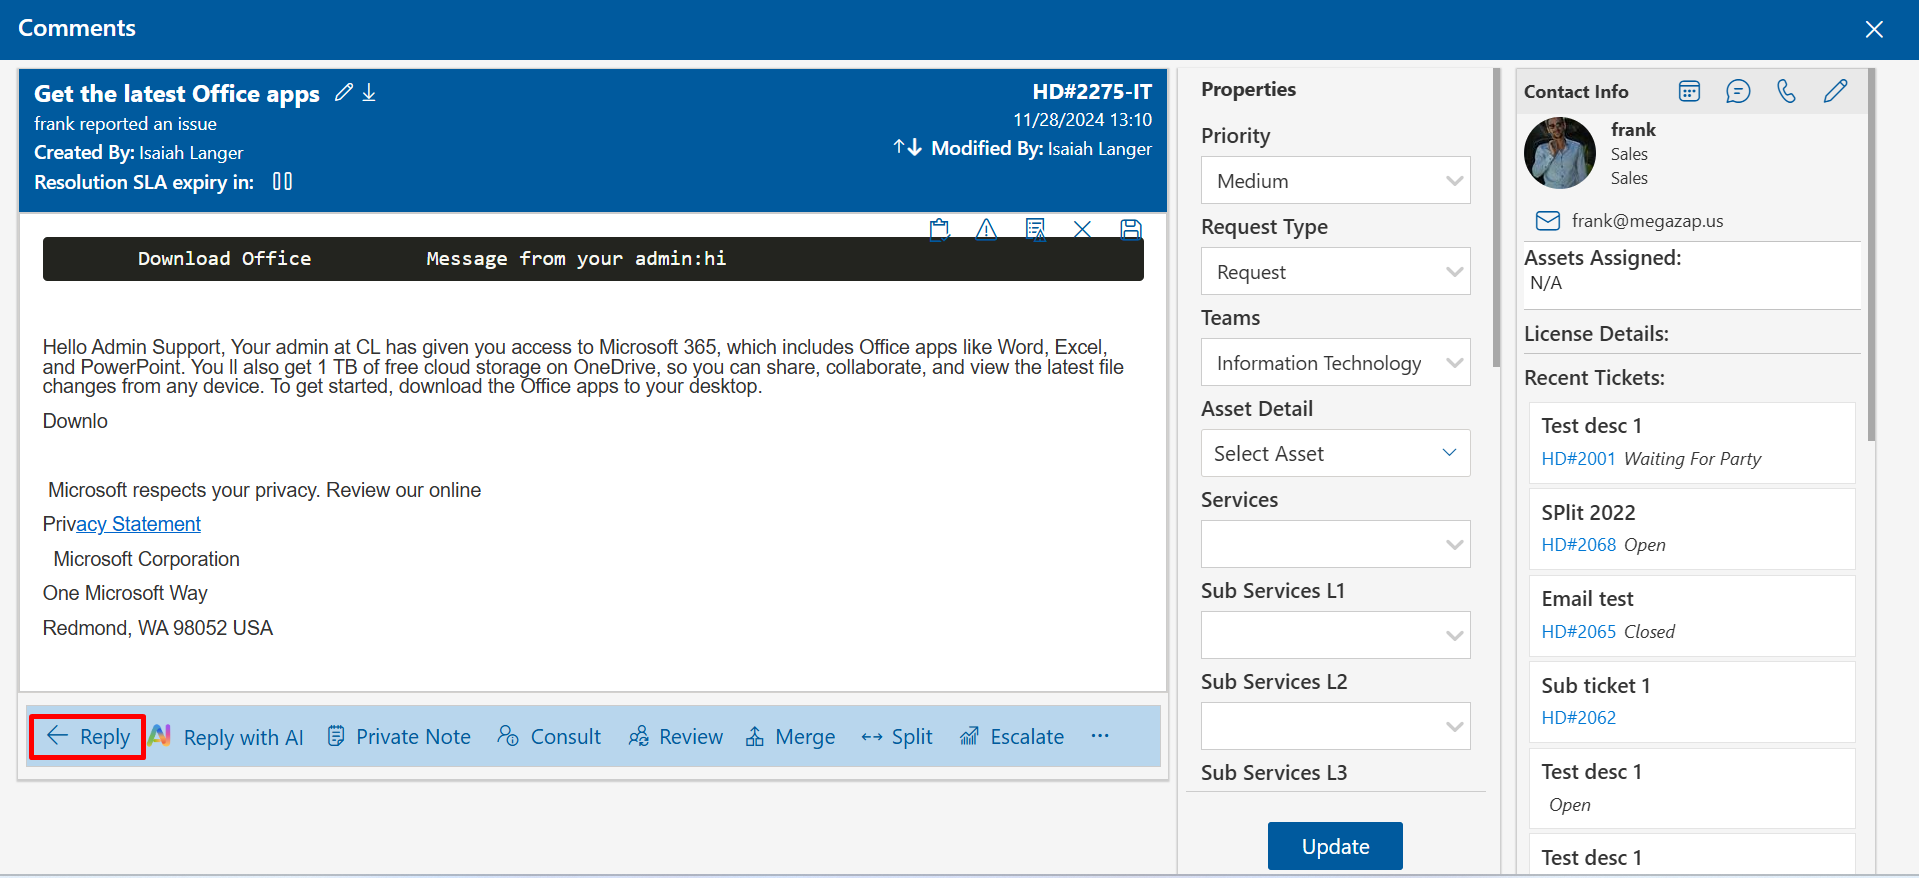 Comments
Get the latest Office apps
frank reported an issue
Created By: Isaiah Langer
Resolution SLA expiry in:
HD#2275-IT
11/28/2024 13:10
Modified By: Isaiah Langer
Download Office Message from your admin:hi
Hello Admin Support, Your admin at CL has given you access to Microsoft 365, which includes Office apps like Word, Excel,
and PowerPoint. You ll also get 1 TB of free cloud storage on OneDrive, so you can share, collaborate, and view the latest file
changes from any device. To get started, download the Office apps to your desktop.
Downlo
Microsoft respects your privacy. Review our online
Privacy Statement
Microsoft Corporation
One Microsoft Way
Redmond, WA 98052 USA
Reply
AI Reply with AI
Private Note
Consult
Review
Merge
Split
Escalate
...
Properties
Priority
Medium
Request Type
Request
Teams
Information Technology
Asset Detail
Select Asset
Services
Sub Services L1
Sub Services L2
Sub Services L3
Update
Contact Info
frank
Sales
Sales
frank@megazap.us
Assets Assigned:
N/A
License Details:
Recent Tickets:
Test desc 1
HD#2001 Waiting For Party
SPlit 2022
HD#2068 Open
Email test
HD#2065 Closed
Sub ticket 1
HD#2062
Test desc 1
Open
Test desc 1